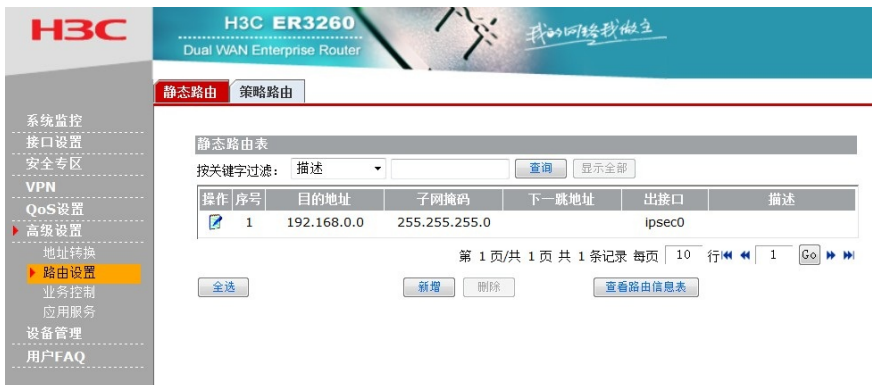 H3C
H3C ER3260
Dual WAN Enterprise Router
我的网络我做主
静态路由 策略路由
系统监控
接口设置
安全专区
VPN
QoS设置
高级设置
地址转换
路由设置
业务控制
应用服务
设备管理
用户FAQ
静态路由表
按关键字过滤: 描述 查询 显示全部
操作 序号 目的地址 子网掩码 下一跳地址 出接口 描述
1 192.168.0.0 255.255.255.0 ipsec0
第 1 页/共 1 页 共 1 条记录 每页 10 行 1 Go
全选 新增 删除 查看路由信息表